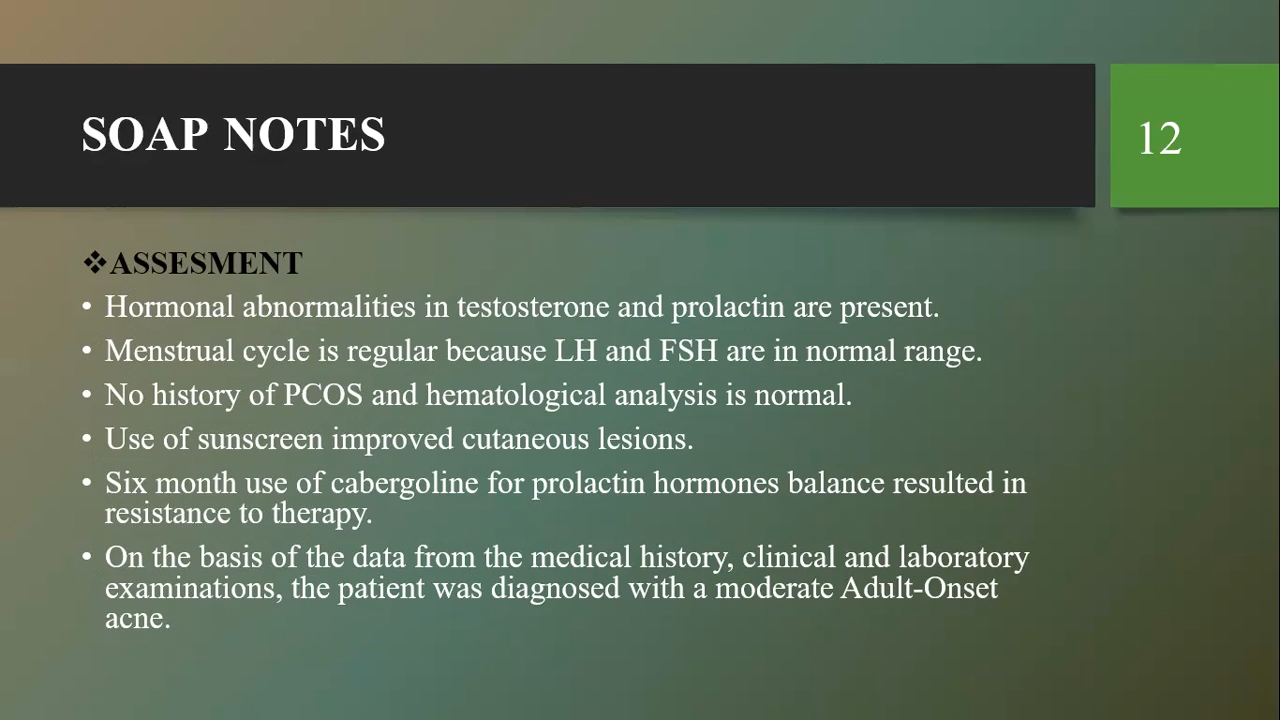 SOAP NOTES
12
❖ASSESMENT
• Hormonal abnormalities in testosterone and prolactin are present.
• Menstrual cycle is regular because LH and FSH are in normal range.
• No history of PCOS and hematological analysis is normal.
• Use of sunscreen improved cutaneous lesions.
• Six month use of cabergoline for prolactin hormones balance resulted in
resistance to therapy.
• On the basis of the data from the medical history, clinical and laboratory
examinations, the patient was diagnosed with a moderate Adult-Onset
acne.